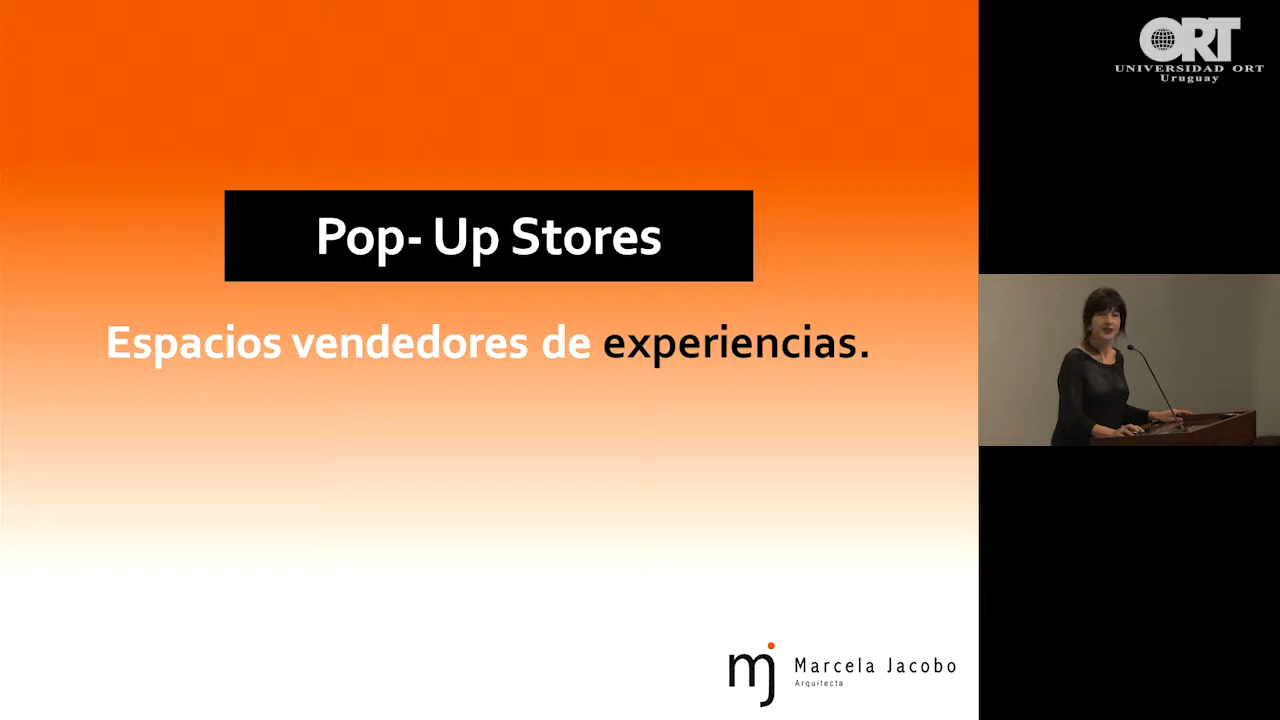 Pop- Up Stores
Espacios vendedores de experiencias.
mj Marcela Jacobo
Arquitecta
ORT
UNIVERSIDAD ORT
Uruguay